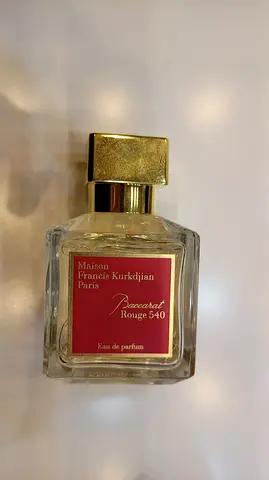 Maison
Francis Kurkdjian
Paris
Baccarat
Rouge 540
Eau de parfum